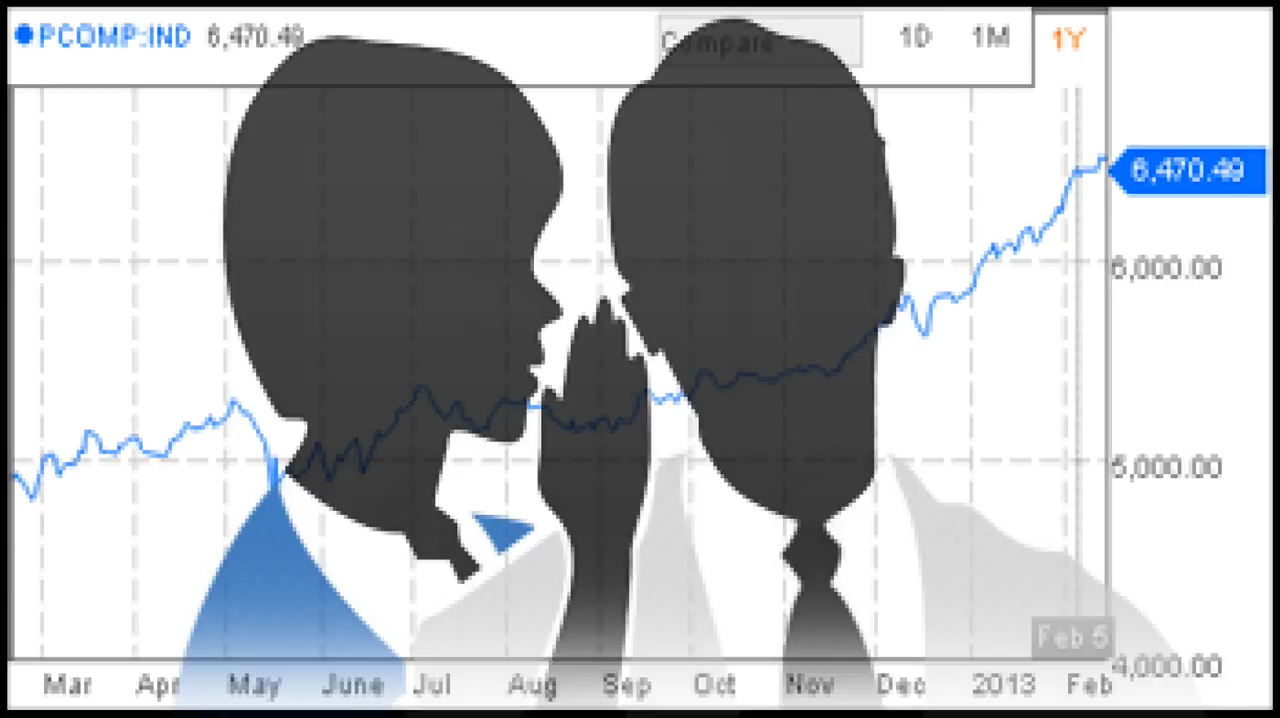 PCOMP:IND 6,470.49 Compare 1D 1M 1Y
6,470.49
6,000.00
5,000.00
Feb 5
4,000.00
Mar Apr May June Jul Aug Sep Oct Nov Dec 2013 Feb